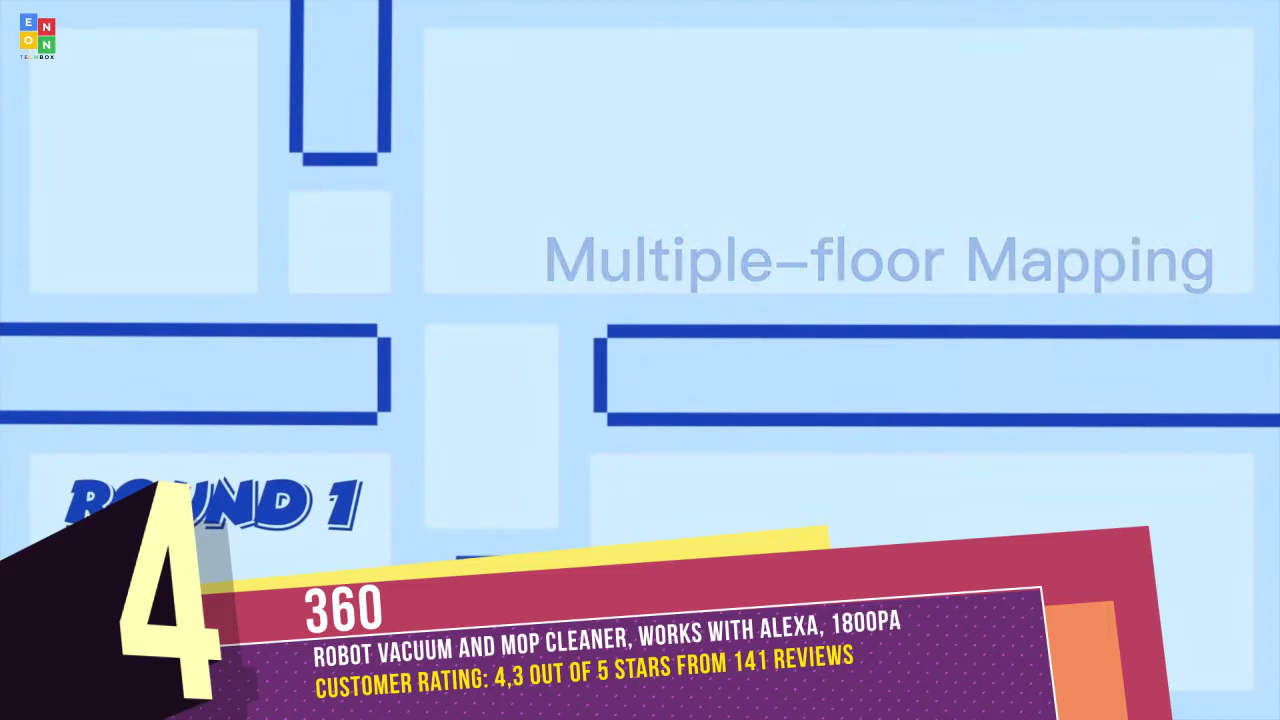 E N
O N
TECHBOX
Multiple-floor Mapping
ROUND 1
4
360
ROBOT VACUUM AND MOP CLEANER, WORKS WITH ALEXA, 1800PA
CUSTOMER RATING: 4,3 OUT OF 5 STARS FROM 141 REVIEWS